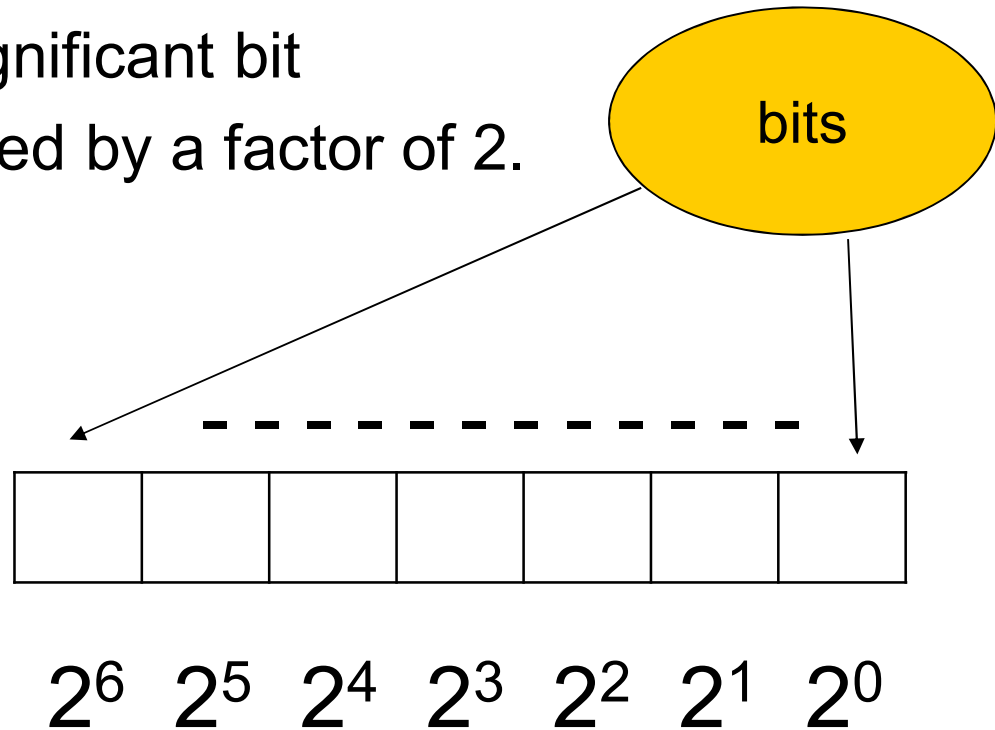 gnificant bit
ed by a factor of 2.
bits
2⁶ 2⁵ 2⁴ 2³ 2² 2¹ 2⁰